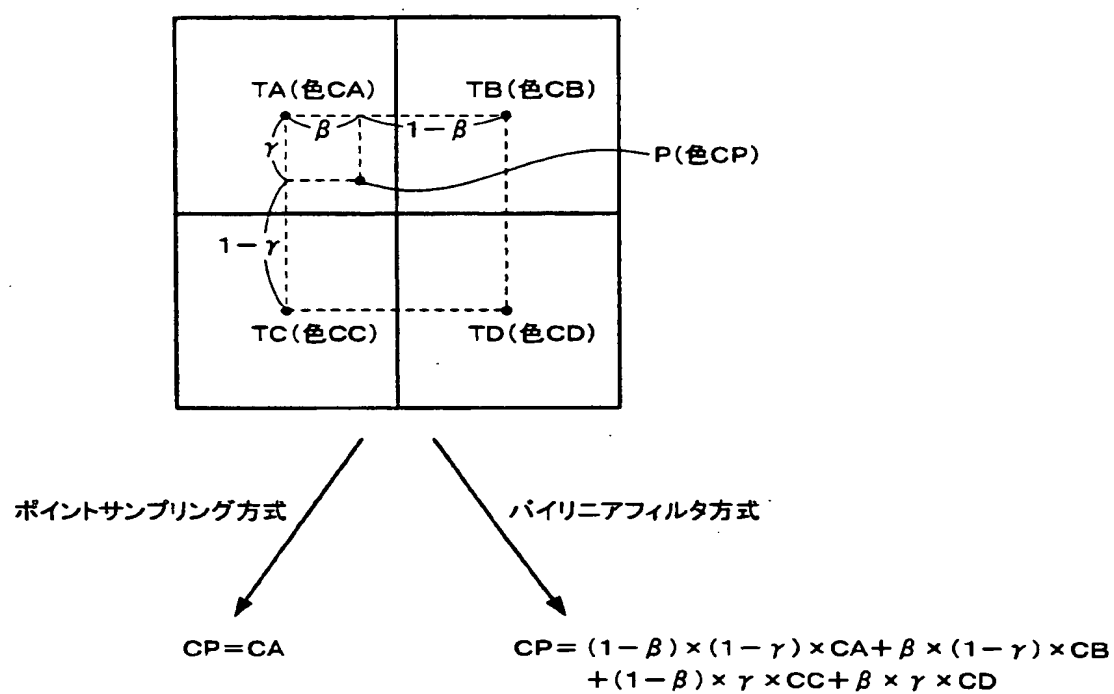 TA(色CA)
TB(色CB)
β
1-β
γ
P(色CP)
1-γ
TC(色CC)
TD(色CD)
ポイントサンプリング方式
バイリニアフィルタ方式
CP=CA
CP=(1-β)×(1-γ)×CA+β×(1-γ)×CB
+(1-β)×γ×CC+β×γ×CD